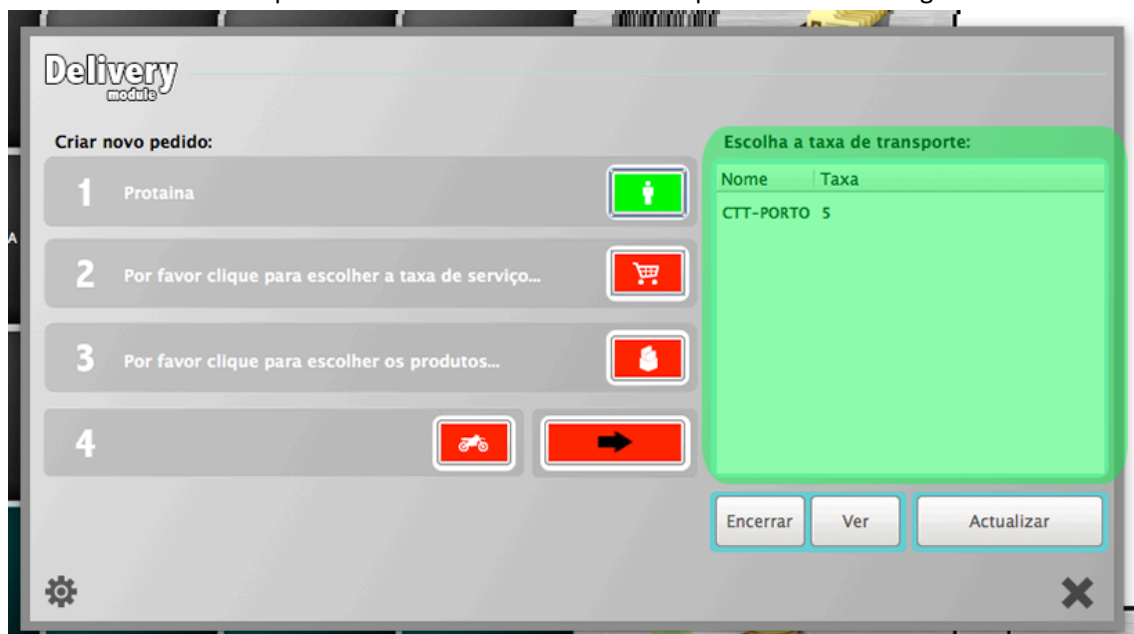 Delivery
module
Criar novo pedido:
1 Protaina
2 Por favor clique para escolher a taxa de serviço...
3 Por favor clique para escolher os produtos...
4
Escolha a taxa de transporte:
Nome Taxa
CTT-PORTO 5
Encerrar Ver Actualizar
A